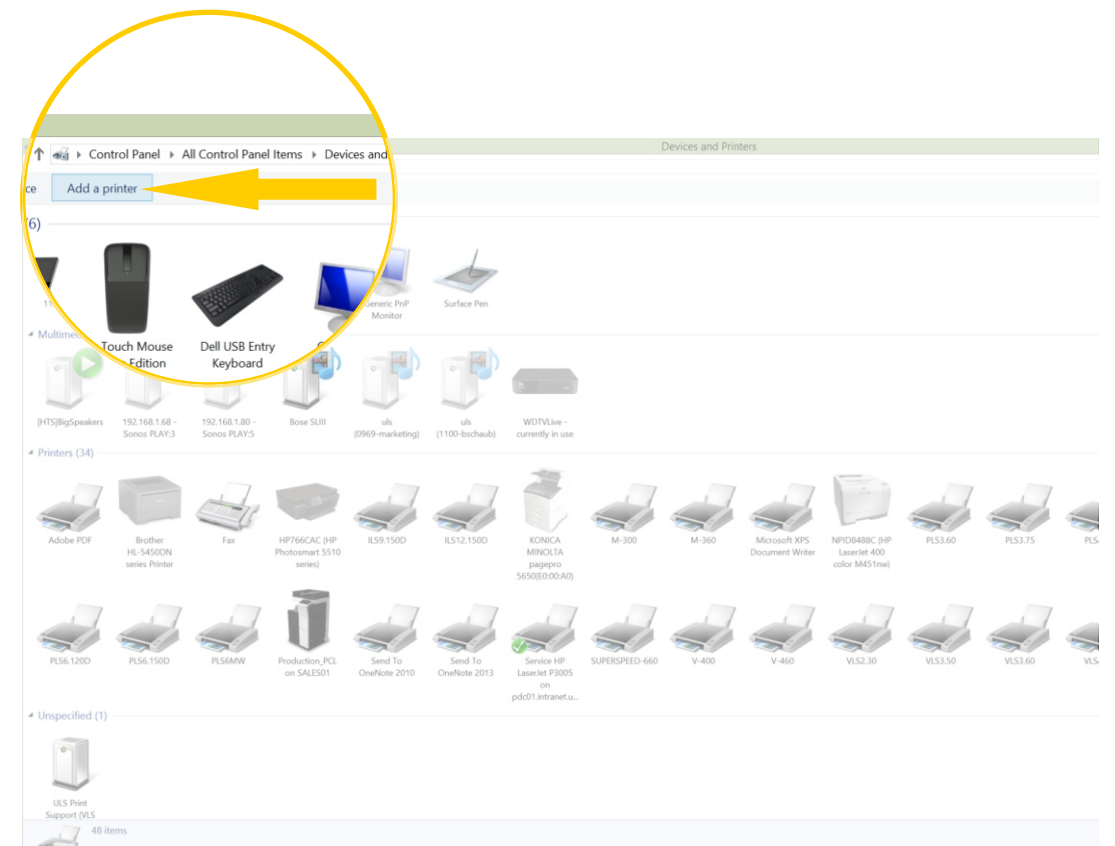 Devices and Printers
Control Panel
All Control Panel Items
Devices and
ce
Add a printer
(6)
11
Touch Mouse
Edition
Dell USB Entry
Keyboard
Generic PnP
Monitor
Surface Pen
Multimed
[HTS]BigSpeakers
192.168.1.68 -
Sonos PLAY:3
192.168.1.80 -
Sonos PLAY:5
Bose SLIII
uls
(0969-marketing)
uls
(1100-bschaub)
WDTVLive -
currently in use
Printers (34)
Adobe PDF
Brother
HL-5450DN
series Printer
Fax
HP766CAC (HP
Photosmart 5510
series)
ILS9.150D
ILS12.150D
KONICA
MINOLTA
pagepro
5650(E0:00:A0)
M-300
M-360
Microsoft XPS
Document Writer
NPID8488C (HP
LaserJet 400
color M451nw)
PLS3.60
PLS3.75
PLS6.120D
PLS6.150D
PLS6MW
Production_PCL
on SALES01
Send To
OneNote 2010
Send To
OneNote 2013
Service HP
LaserJet P3005
on
pdc01.intranet.u...
SUPERSPEED-660
V-400
V-460
VLS2.30
VLS3.50
VLS3.60
Unspecified (1)
ULS Print
Support (VLS
48 items